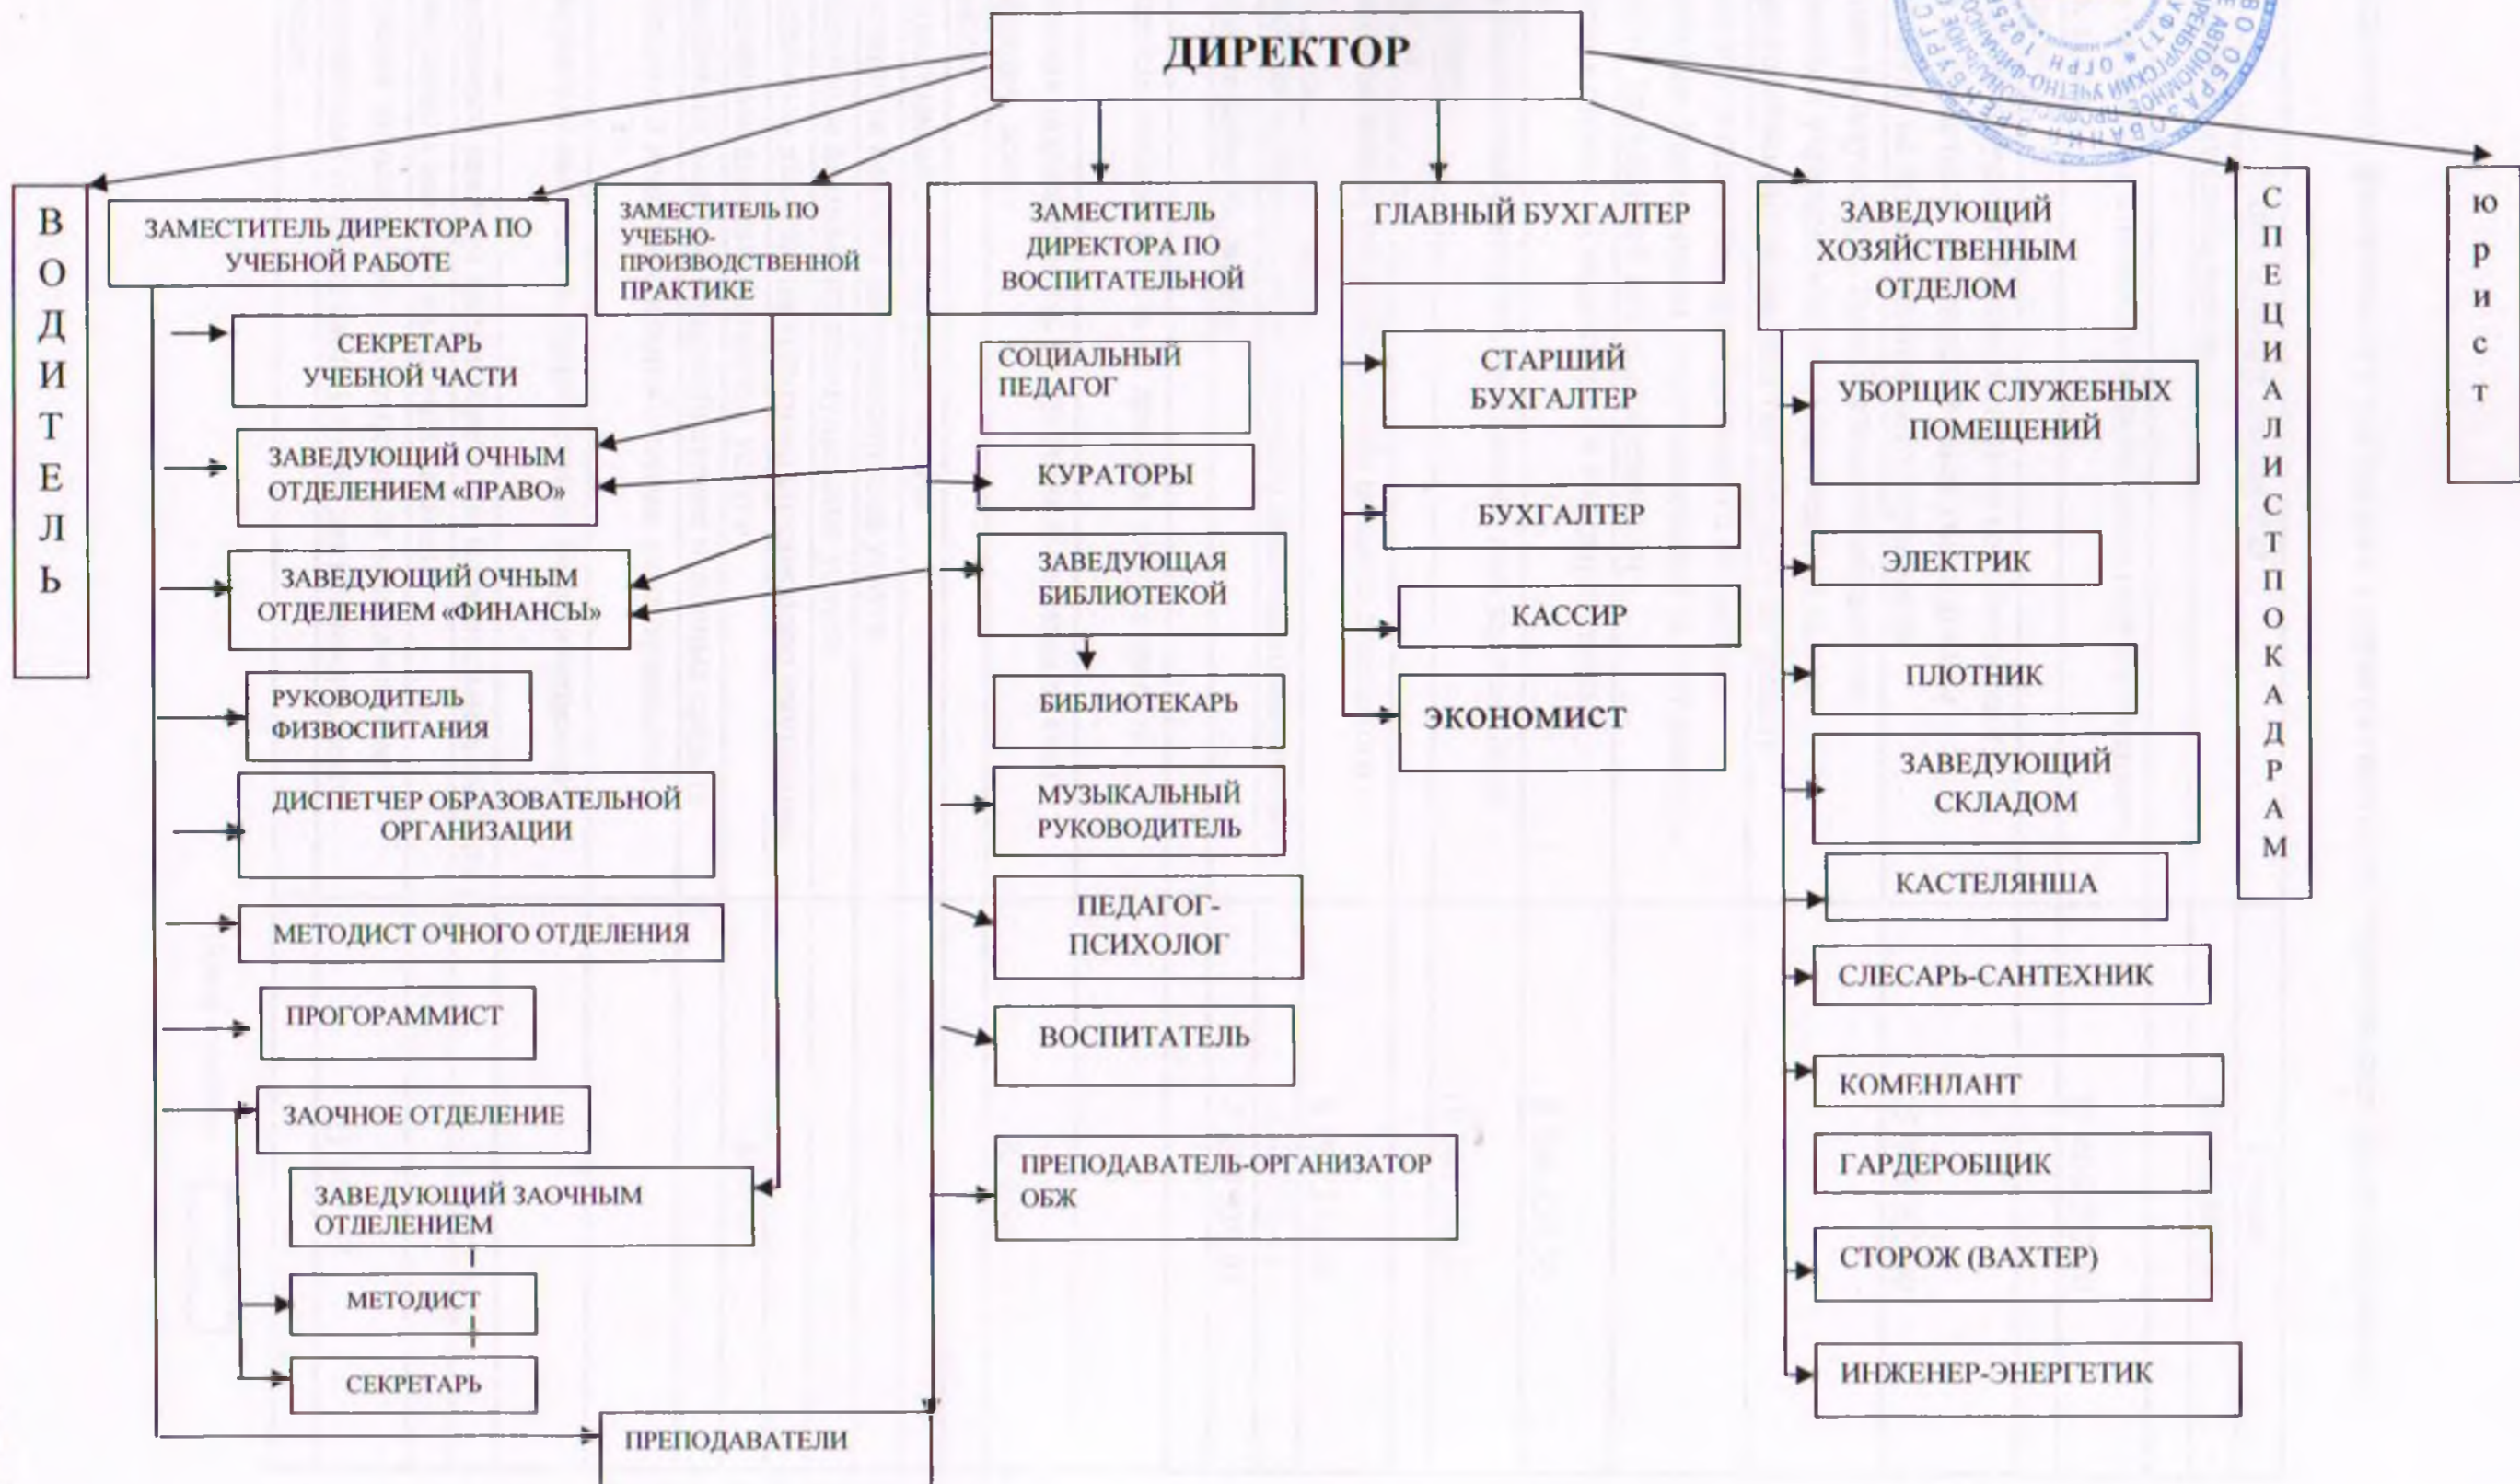 ДИРЕКТОР
ВОДИТЕЛЬ
ЗАМЕСТИТЕЛЬ ДИРЕКТОРА ПО
УЧЕБНОЙ РАБОТЕ
СЕКРЕТАРЬ
УЧЕБНОЙ ЧАСТИ
ЗАВЕДУЮЩИЙ ОЧНЫМ
ОТДЕЛЕНИЕМ «ПРАВО»
ЗАВЕДУЮЩИЙ ОЧНЫМ
ОТДЕЛЕНИЕМ «ФИНАНСЫ»
РУКОВОДИТЕЛЬ
ФИЗВОСПИТАНИЯ
ДИСПЕТЧЕР ОБРАЗОВАТЕЛЬНОЙ
ОРГАНИЗАЦИИ
МЕТОДИСТ ОЧНОГО ОТДЕЛЕНИЯ
ПРОГОРАММИСТ
ЗАОЧНОЕ ОТДЕЛЕНИЕ
ЗАВЕДУЮЩИЙ ЗАОЧНЫМ
ОТДЕЛЕНИЕМ
МЕТОДИСТ
СЕКРЕТАРЬ
ПРЕПОДАВАТЕЛИ
ЗАМЕСТИТЕЛЬ ПО
УЧЕБНО-
ПРОИЗВОДСТВЕННОЙ
ПРАКТИКЕ
ЗАМЕСТИТЕЛЬ
ДИРЕКТОРА ПО
ВОСПИТАТЕЛЬНОЙ
СОЦИАЛЬНЫЙ
ПЕДАГОГ
КУРАТОРЫ
ЗАВЕДУЮЩАЯ
БИБЛИОТЕКОЙ
БИБЛИОТЕКАРЬ
МУЗЫКАЛЬНЫЙ
РУКОВОДИТЕЛЬ
ПЕДАГОГ-
ПСИХОЛОГ
ВОСПИТАТЕЛЬ
ПРЕПОДАВАТЕЛЬ-ОРГАНИЗАТОР
ОБЖ
ГЛАВНЫЙ БУХГАЛТЕР
СТАРШИЙ
БУХГАЛТЕР
БУХГАЛТЕР
КАССИР
ЭКОНОМИСТ
ЗАВЕДУЮЩИЙ
ХОЗЯЙСТВЕННЫМ
ОТДЕЛОМ
УБОРЩИК СЛУЖЕБНЫХ
ПОМЕЩЕНИЙ
ЭЛЕКТРИК
ПЛОТНИК
ЗАВЕДУЮЩИЙ
СКЛАДОМ
КАСТЕЛЯНША
СЛЕСАРЬ-САНТЕХНИК
КОМЕНЛАНТ
ГАРДЕРОБЩИК
СТОРОЖ (ВАХТЕР)
ИНЖЕНЕР-ЭНЕРГЕТИК
СПЕЦИАЛИСТПОКАДРАМ
юрист